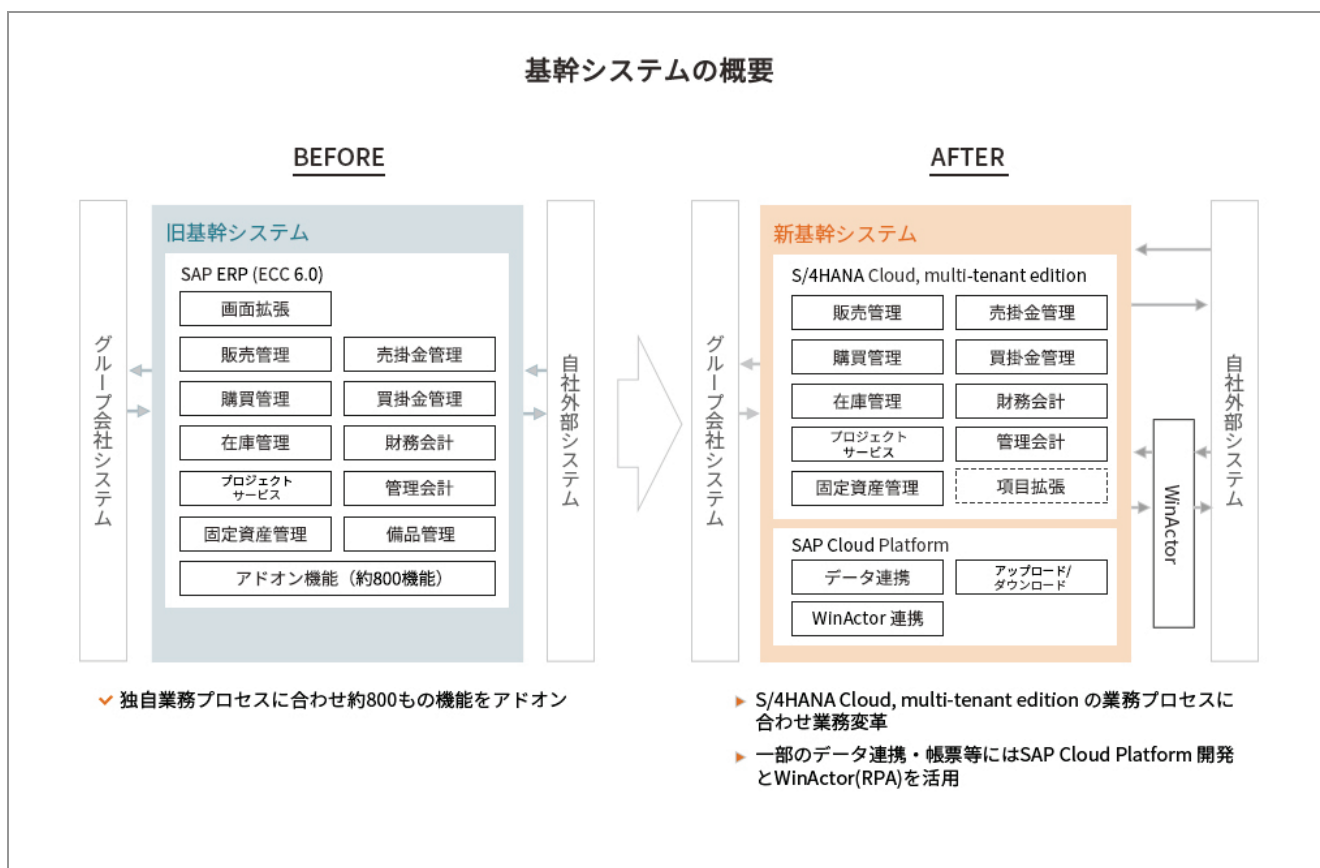 基幹システムの概要
BEFORE
グループ会社システム
旧基幹システム
SAP ERP (ECC 6.0)
画面拡張
販売管理
売掛金管理
購買管理
買掛金管理
在庫管理
財務会計
プロジェクト
サービス
管理会計
固定資産管理
備品管理
アドオン機能（約800機能）
自社外部システム
独自業務プロセスに合わせ約800もの機能をアドオン
AFTER
グループ会社システム
新基幹システム
S/4HANA Cloud, multi-tenant edition
販売管理
売掛金管理
購買管理
買掛金管理
在庫管理
財務会計
プロジェクト
サービス
管理会計
固定資産管理
項目拡張
SAP Cloud Platform
データ連携
アップロード/
ダウンロード
WinActor 連携
WinActor
自社外部システム
S/4HANA Cloud, multi-tenant edition の業務プロセスに
合わせ業務変革
一部のデータ連携・帳票等にはSAP Cloud Platform 開発
とWinActor(RPA)を活用